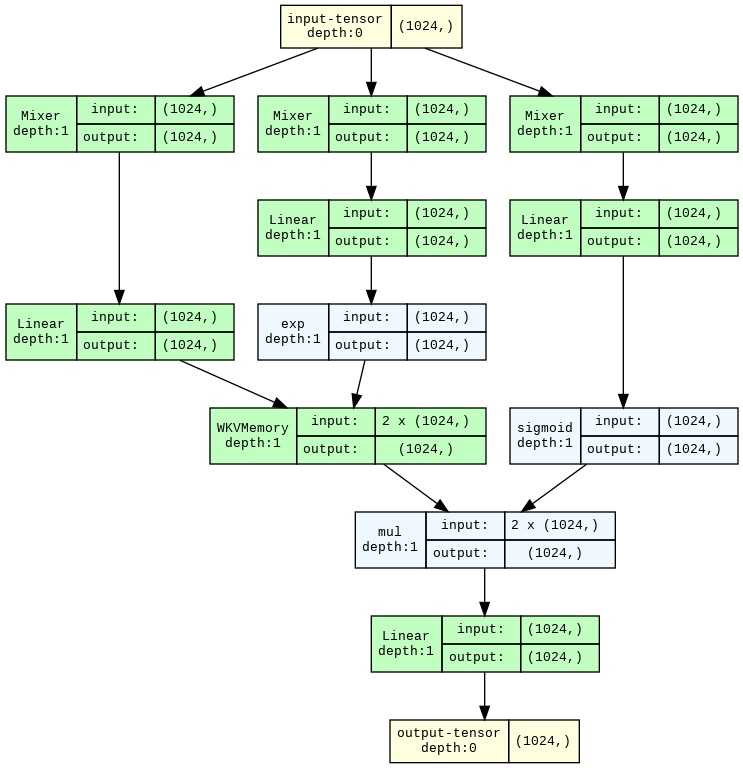 input-tensor
depth:0
(1024,)
Mixer
depth:1
input:
(1024,)
output:
(1024,)
Mixer
depth:1
input:
(1024,)
output:
(1024,)
Mixer
depth:1
input:
(1024,)
output:
(1024,)
Linear
depth:1
input:
(1024,)
output:
(1024,)
Linear
depth:1
input:
(1024,)
output:
(1024,)
Linear
depth:1
input:
(1024,)
output:
(1024,)
exp
depth:1
input:
(1024,)
output:
(1024,)
WKVMemory
depth:1
input:
2 x (1024,)
output:
(1024,)
sigmoid
depth:1
input:
(1024,)
output:
(1024,)
mul
depth:1
input:
2 x (1024,)
output:
(1024,)
Linear
depth:1
input:
(1024,)
output:
(1024,)
output-tensor
depth:0
(1024,)